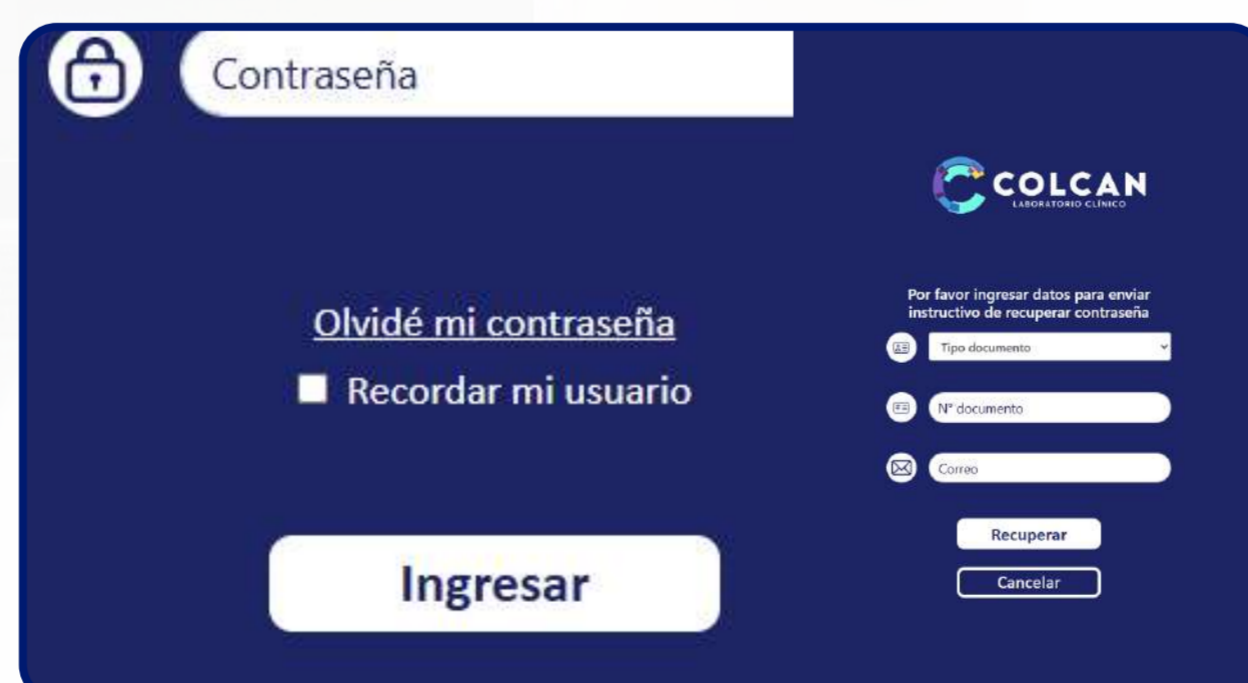 Contraseña
Olvidé mi contraseña
Recordar mi usuario
Ingresar
COLCAN
LABORATORIO CLÍNICO
Por favor ingresar datos para enviar
instructivo de recuperar contraseña
Tipo documento
N° documento
Correo
Recuperar
Cancelar